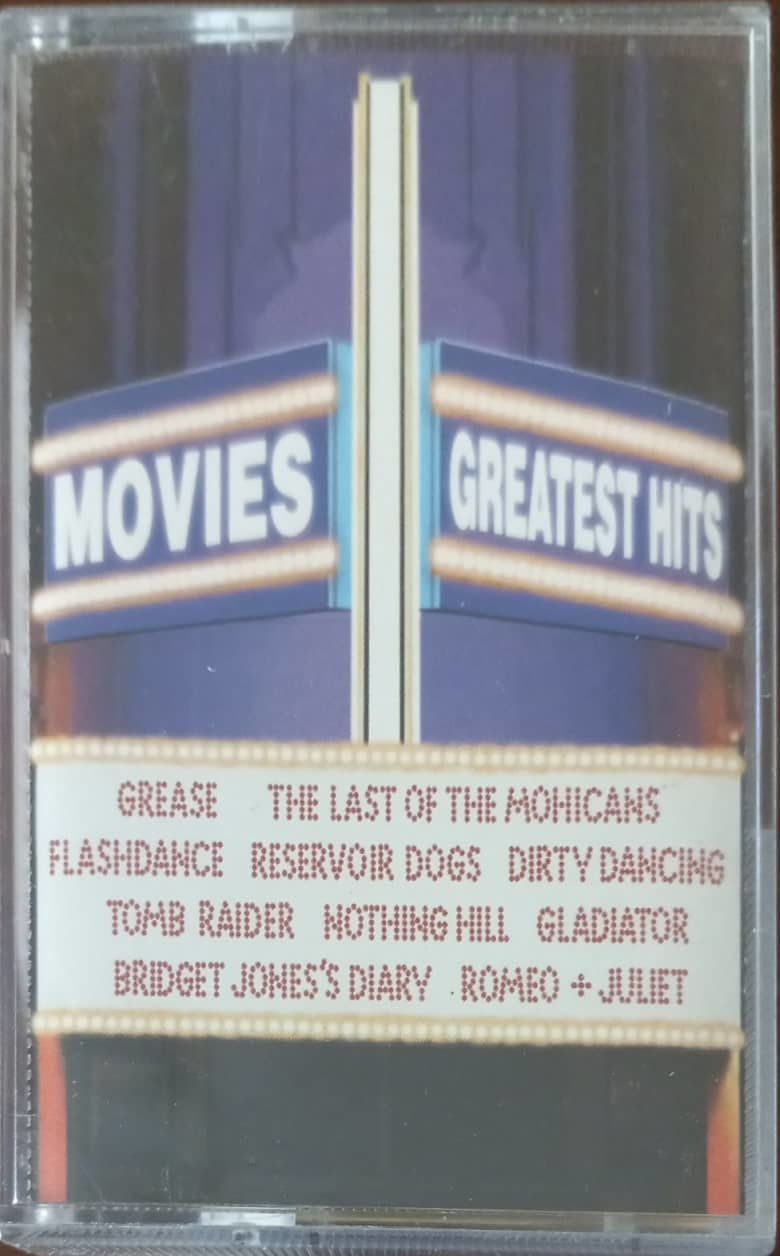 MOVIES
GREATEST HITS
GREASE THE LAST OF THE MOHICANS
FLASHDANCE RESERVOIR DOGS DIRTY DANCING
TOMB RAIDER NOTHING HILL GLADIATOR
BRIDGET JONES'S DIARY ROMEO + JULIET